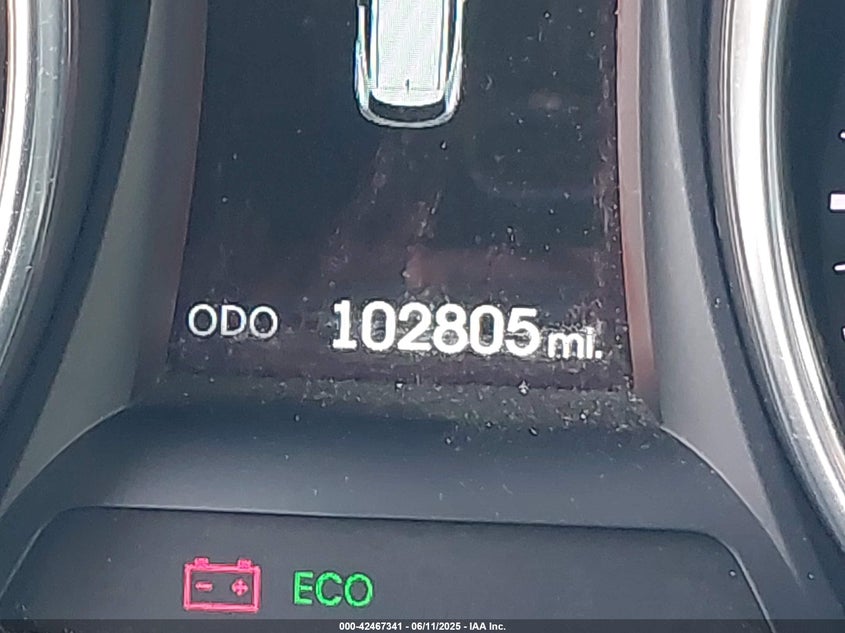 ODO 102805 mi.
ECO
000-42467341 - 06/11/2025 - IAA Inc.